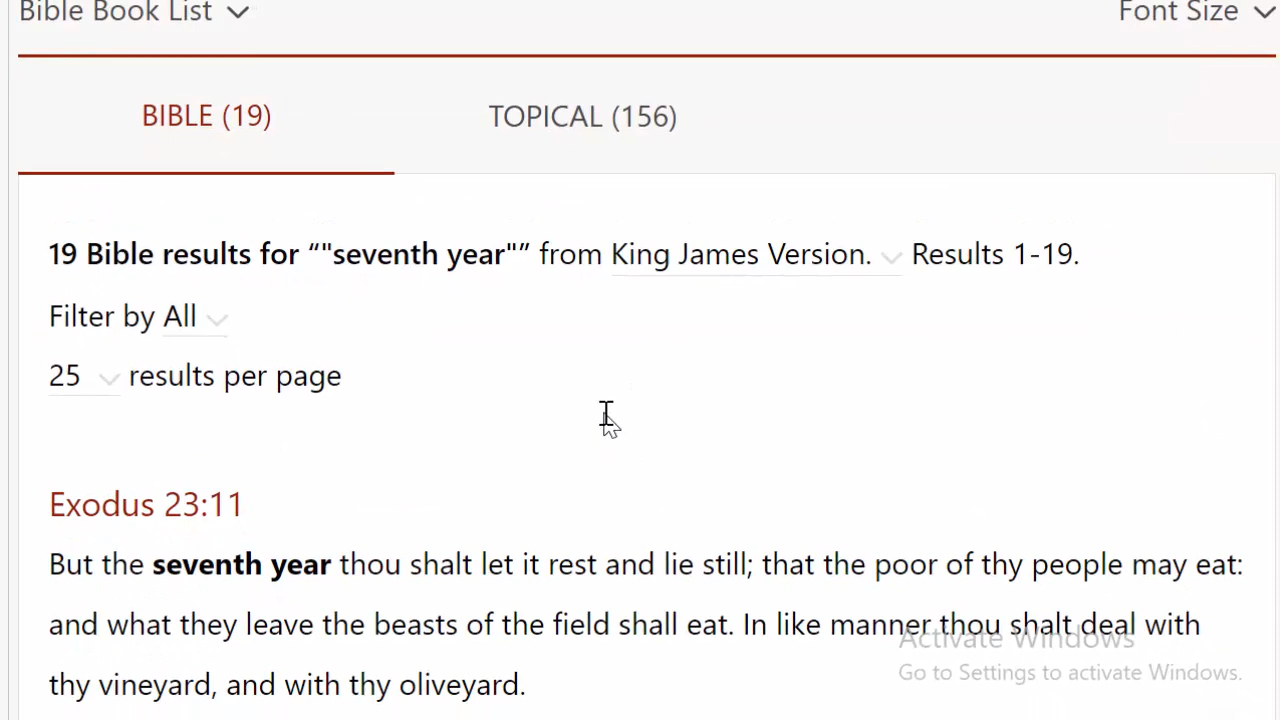 Bible Book List
Font Size
BIBLE (19)
TOPICAL (156)
19 Bible results for “"seventh year"” from King James Version. Results 1-19.
Filter by All
25 results per page
Exodus 23:11
But the seventh year thou shalt let it rest and lie still; that the poor of thy people may eat:
and what they leave the beasts of the field shall eat. In like manner thou shalt deal with
thy vineyard, and with thy oliveyard.
Activate Windows
Go to Settings to activate Windows.